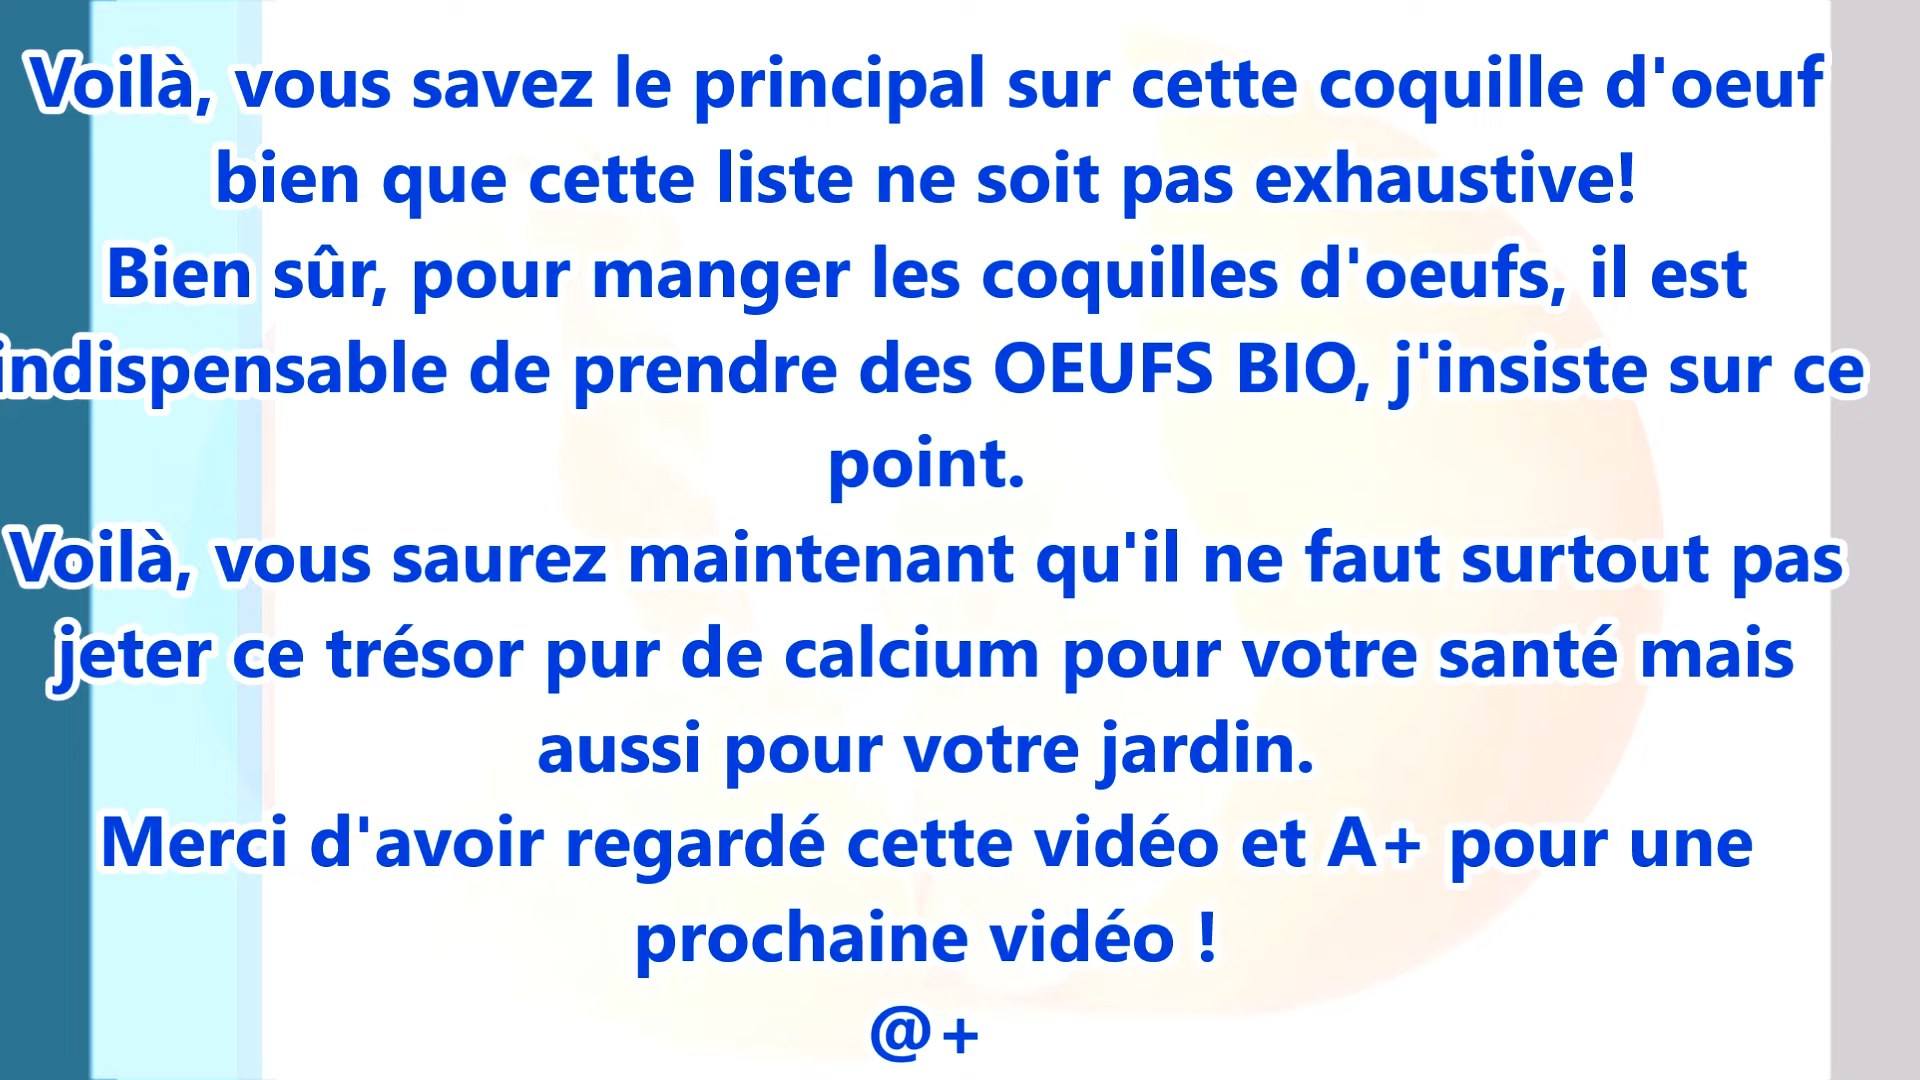 Voilà, vous savez le principal sur cette coquille d'oeuf
bien que cette liste ne soit pas exhaustive!
Bien sûr, pour manger les coquilles d'oeufs, il est
indispensable de prendre des OEUFS BIO, j'insiste sur ce
point.
Voilà, vous saurez maintenant qu'il ne faut surtout pas
jeter ce trésor pur de calcium pour votre santé mais
aussi pour votre jardin.
Merci d'avoir regardé cette vidéo et A+ pour une
prochaine vidéo !
@+